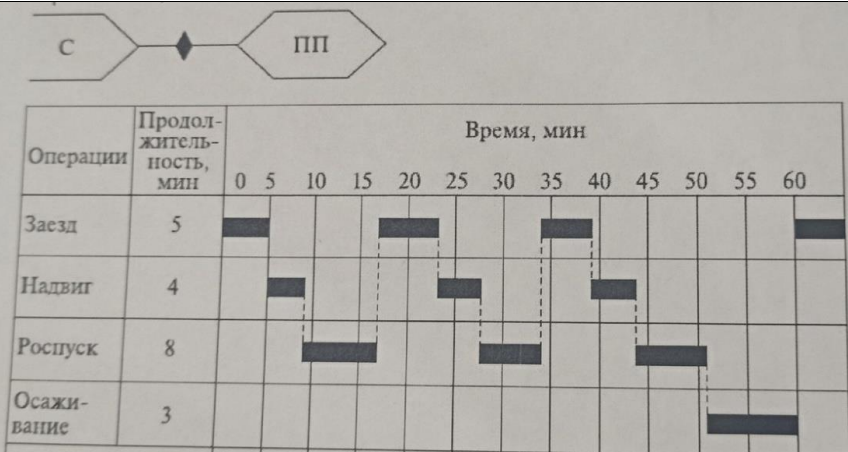 С
ПП
Операции
Продол-
житель-
ность,
мин
Время, мин
0 5 10 15 20 25 30 35 40 45 50 55 60
Заезд 5
Надвиг 4
Роспуск 8
Осажи-
вание 3